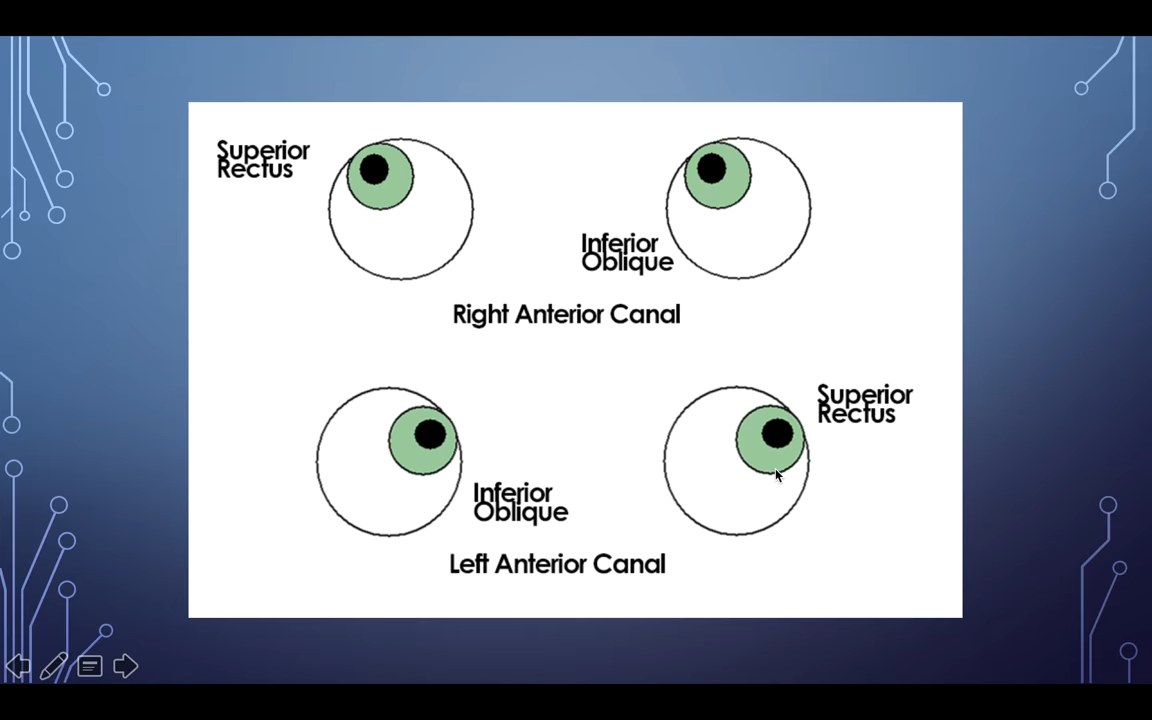 Superior
Rectus
Inferior
Oblique
Right Anterior Canal
Superior
Rectus
Inferior
Oblique
Left Anterior Canal